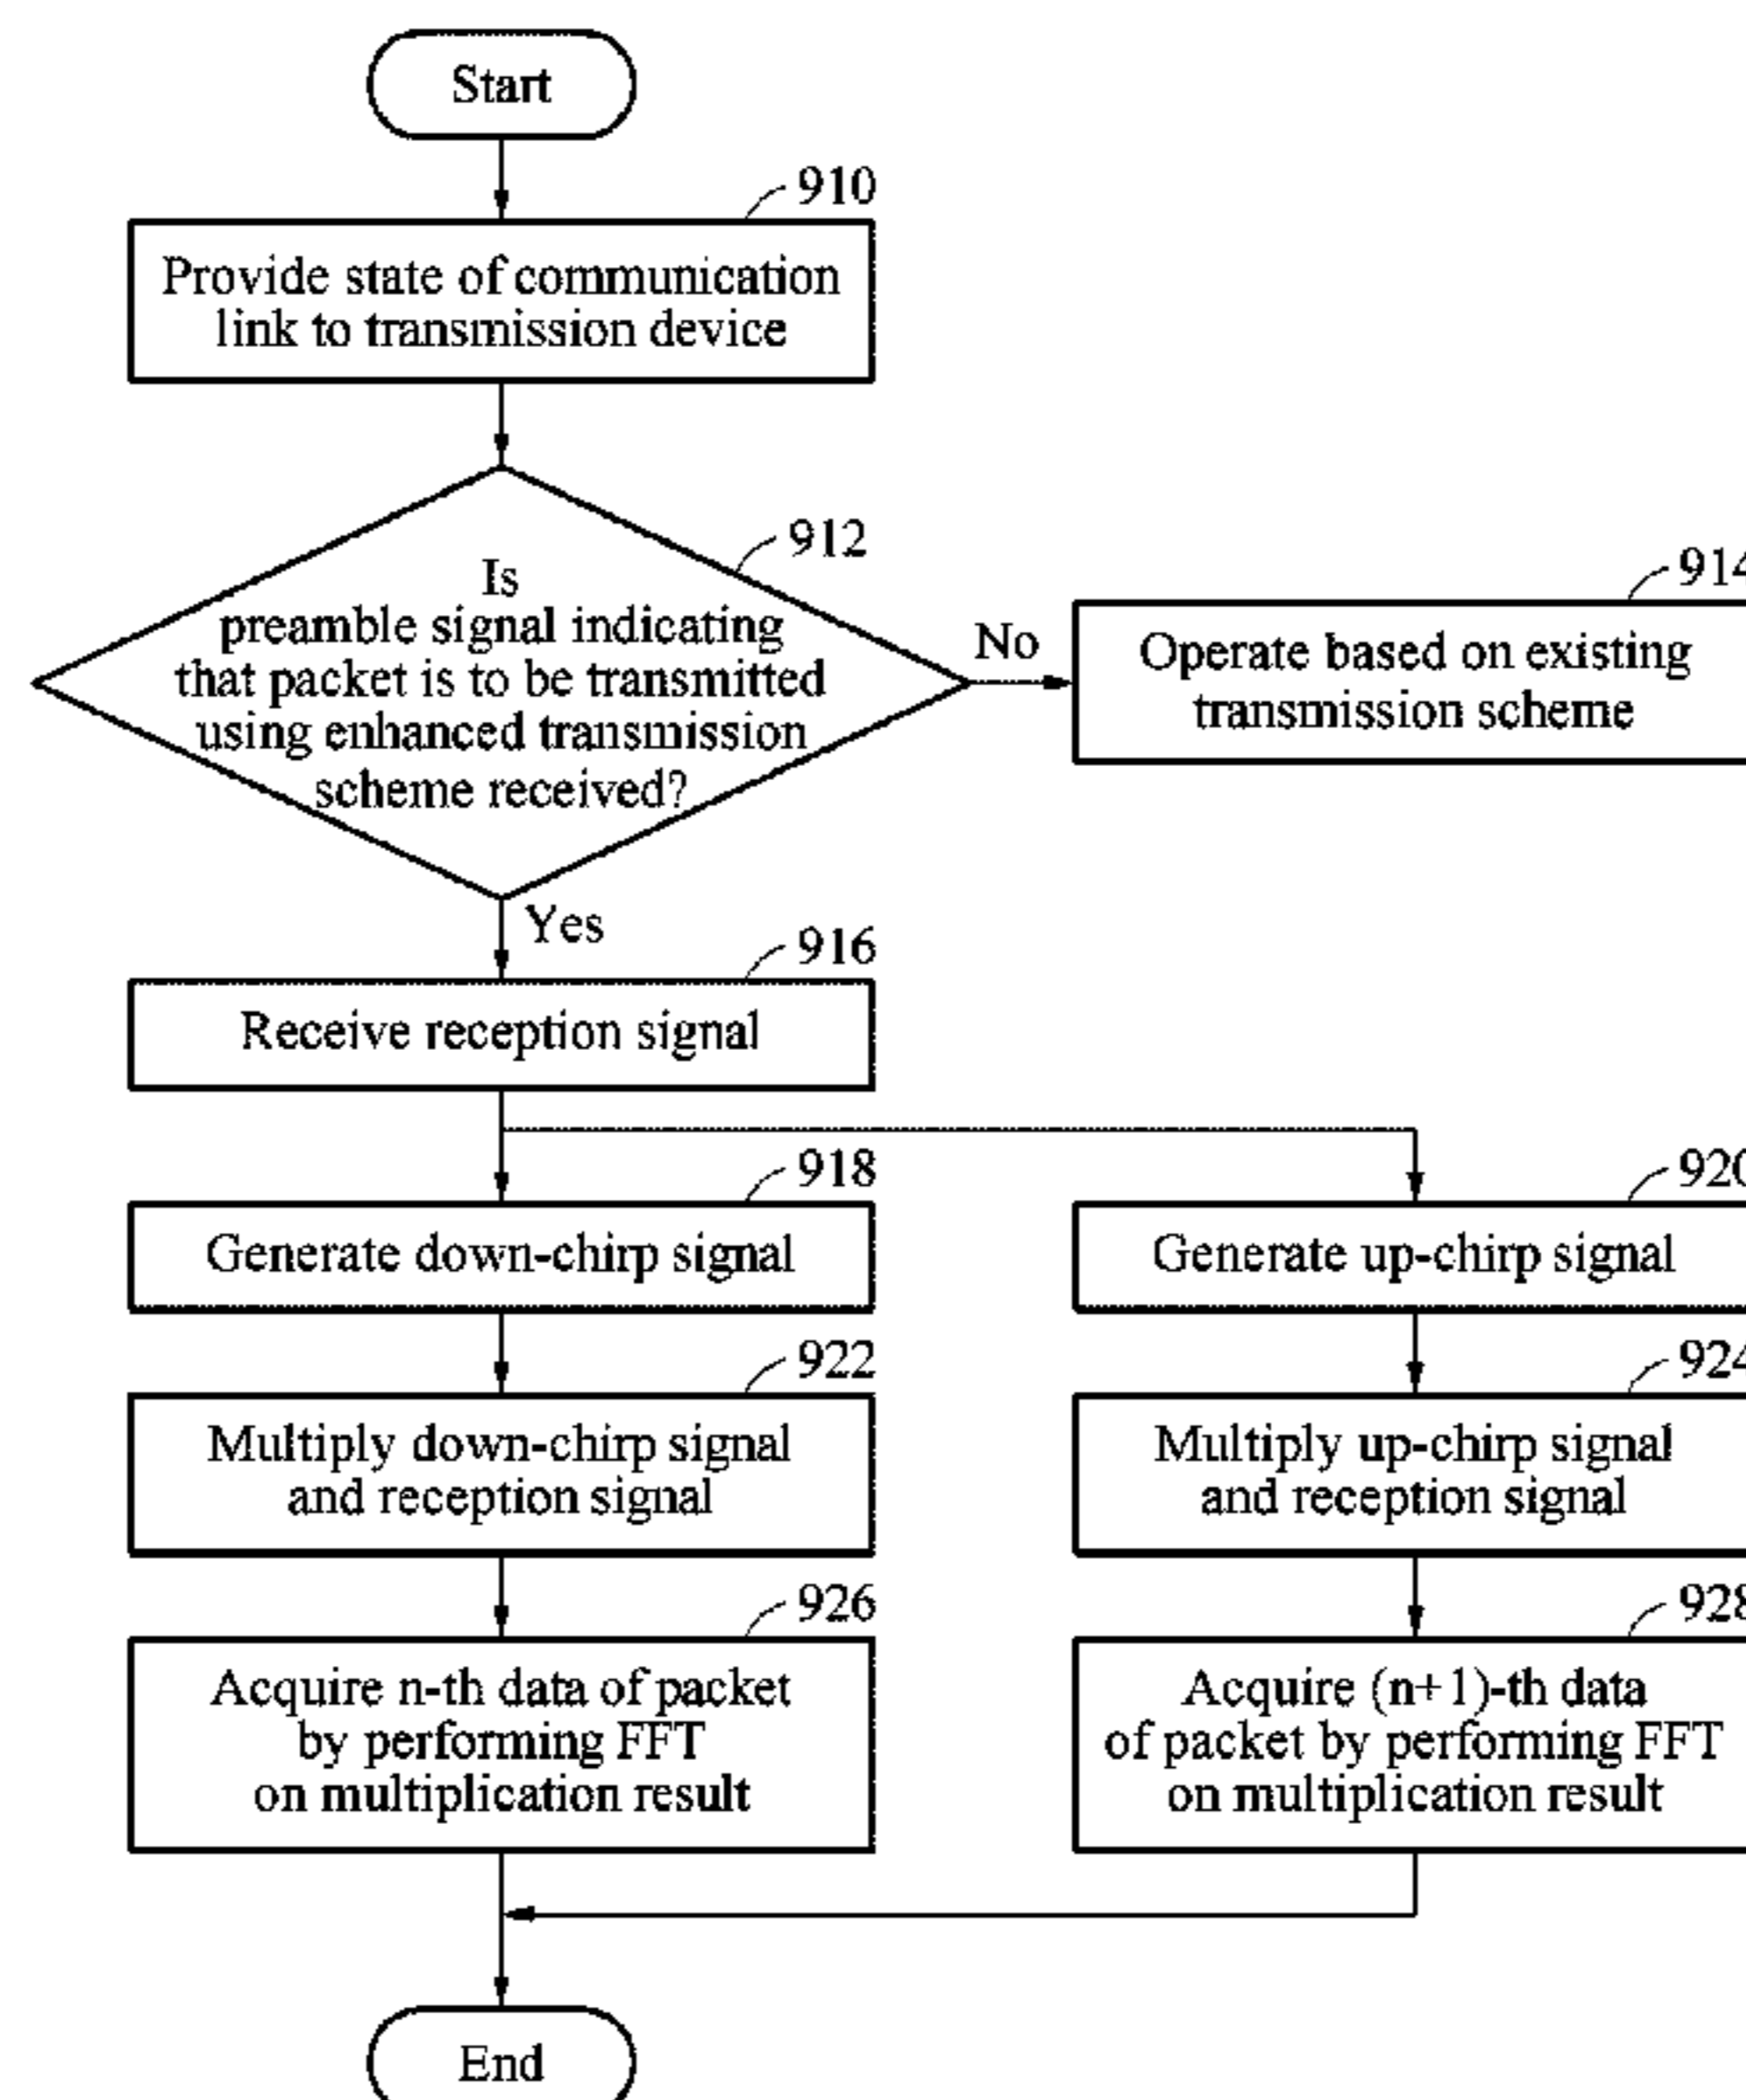 Start
910
Provide state of communication
link to transmission device
912
Is
preamble signal indicating
that packet is to be transmitted
using enhanced transmission
scheme received?
No
914
Operate based on existing
transmission scheme
Yes
916
Receive reception signal
918
Generate down-chirp signal
920
Generate up-chirp signal
922
Multiply down-chirp signal
and reception signal
924
Multiply up-chirp signal
and reception signal
926
Acquire n-th data of packet
by performing FFT
on multiplication result
928
Acquire (n+1)-th data
of packet by performing FFT
on multiplication result
End